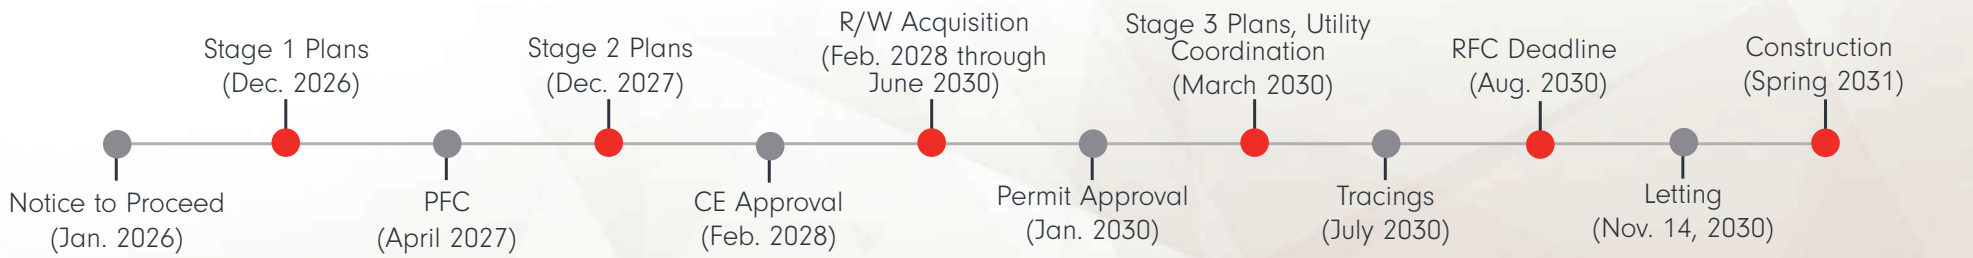 Notice to Proceed
(Jan. 2026)
Stage 1 Plans
(Dec. 2026)
PFC
(April 2027)
Stage 2 Plans
(Dec. 2027)
CE Approval
(Feb. 2028)
R/W Acquisition
(Feb. 2028 through
June 2030)
Permit Approval
(Jan. 2030)
Stage 3 Plans, Utility
Coordination
(March 2030)
Tracings
(July 2030)
RFC Deadline
(Aug. 2030)
Letting
(Nov. 14, 2030)
Construction
(Spring 2031)